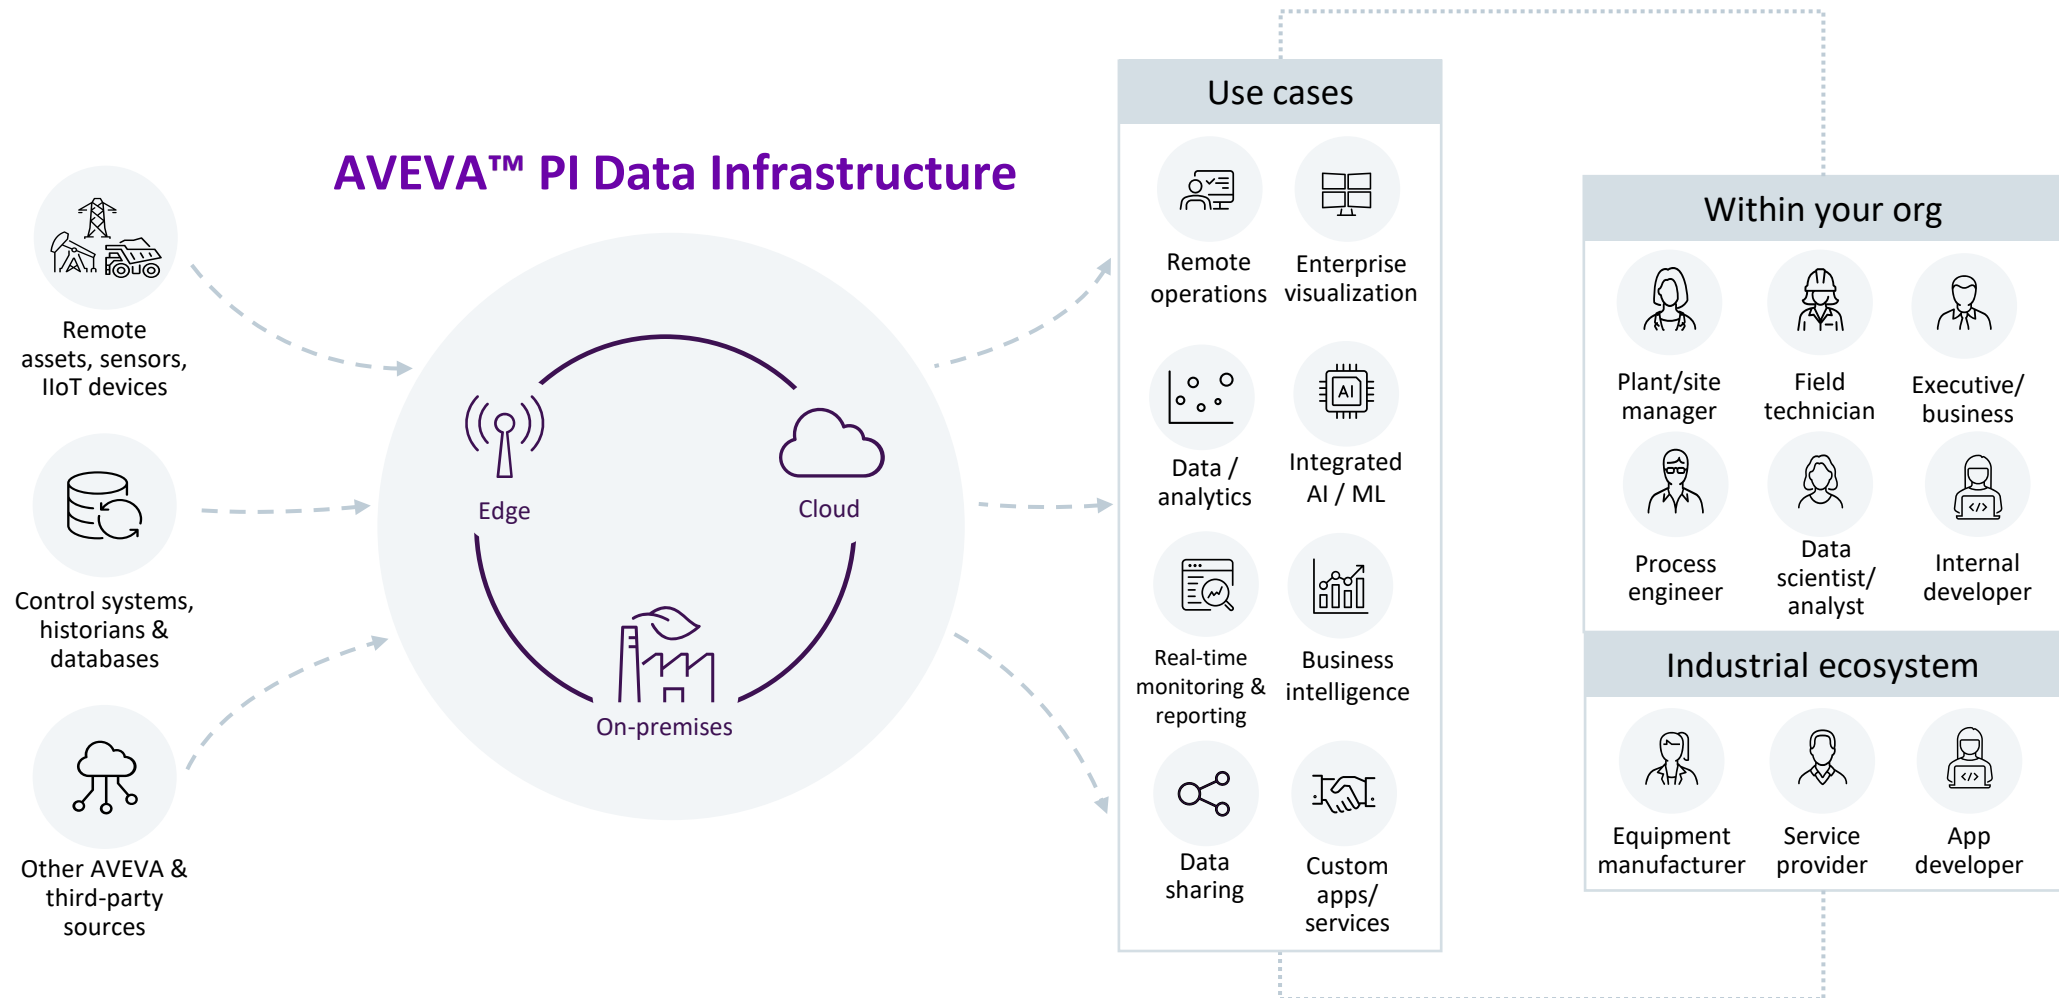 AVEVA™ PI Data Infrastructure
Remote
assets, sensors,
IIoT devices
Control systems,
historians &
databases
Other AVEVA &
third-party
sources
Edge
Cloud
On-premises
Use cases
Remote
operations
Enterprise
visualization
Data /
analytics
AI
Integrated
AI / ML
Real-time
monitoring &
reporting
Business
intelligence
Data
sharing
Custom
apps/
services
Within your org
Plant/site
manager
Field
technician
Executive/
business
Process
engineer
Data
scientist/
analyst
</>
Internal
developer
Industrial ecosystem
Equipment
manufacturer
Service
provider
</>
App
developer